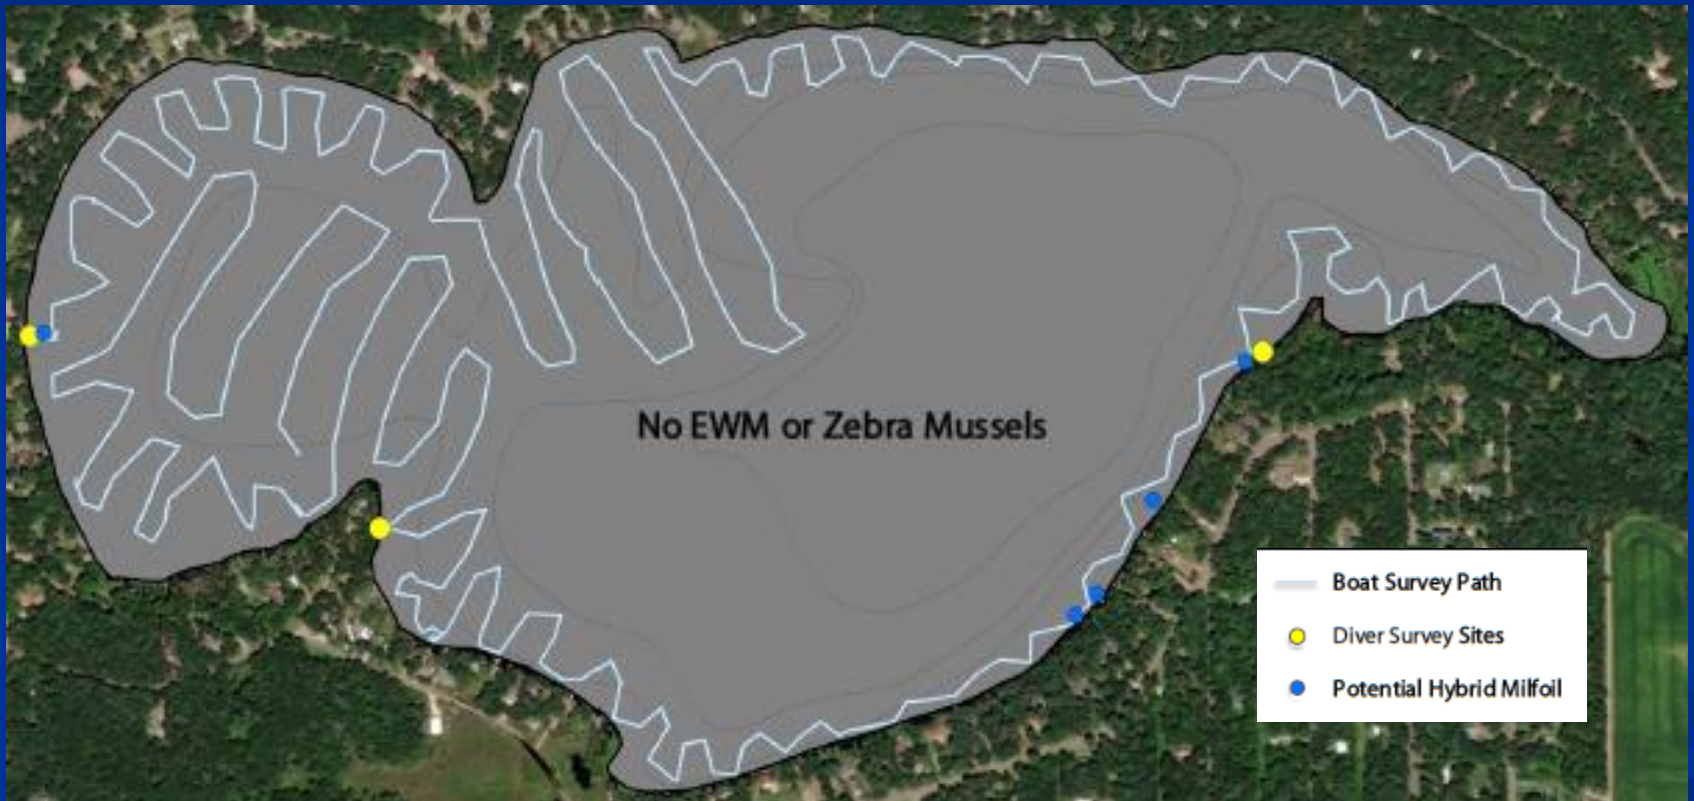 No EWM or Zebra Mussels
Boat Survey Path
Diver Survey Sites
Potential Hybrid Milfoil